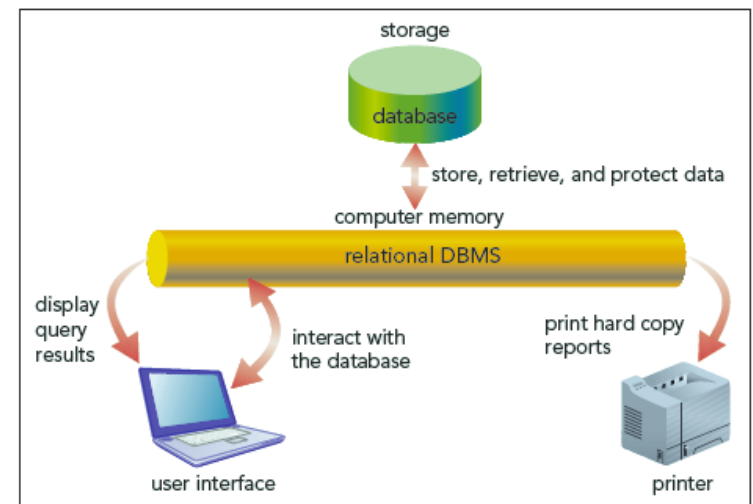 storage
database
store, retrieve, and protect data
computer memory
relational DBMS
display
query
results
interact with
the database
print hard copy
reports
user interface
printer